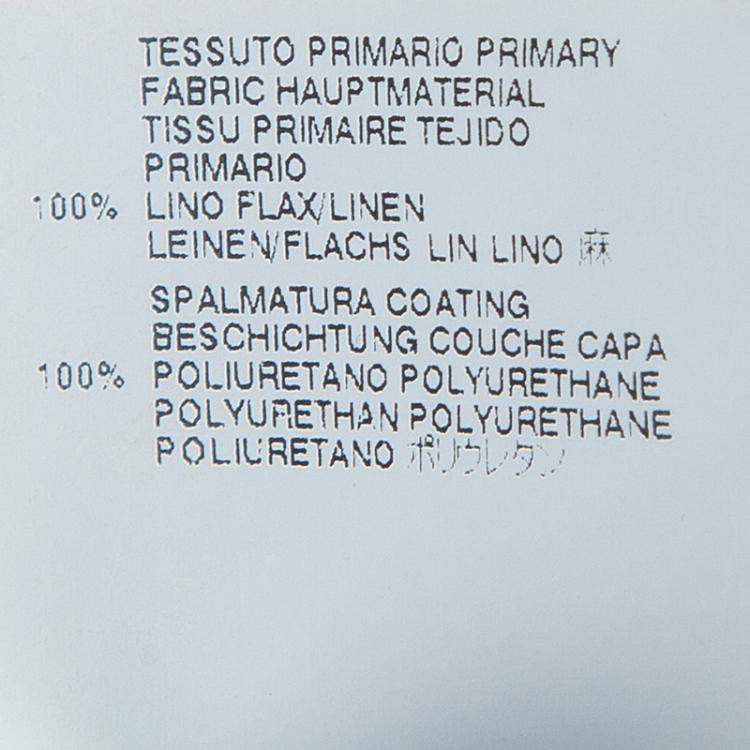 TESSUTO PRIMARIO PRIMARY
FABRIC HAUPTMATERIAL
TISSU PRIMAIRE TEJIDO
PRIMARIO
100% LINO FLAX/LINEN
LEINEN/FLACHS LIN LINO 麻
SPALMATURA COATING
BESCHICHTUNG COUCHE CAPA
100% POLIURETANO POLYURETHANE
POLYURETHAN POLYURETHANE
POLIURETANO ポリウレタン